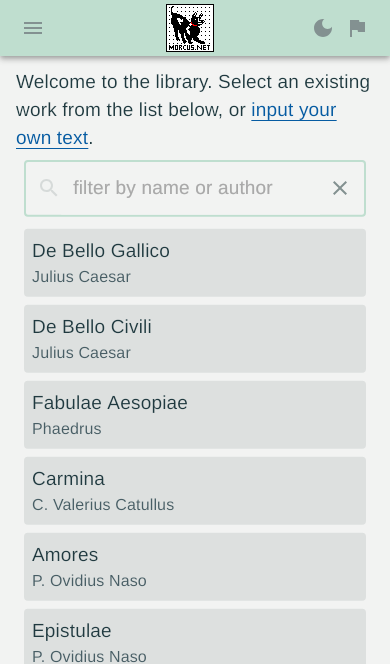 MORCUS.NET
Welcome to the library. Select an existing
work from the list below, or input your
own text.
filter by name or author
De Bello Gallico
Julius Caesar
De Bello Civili
Julius Caesar
Fabulae Aesopiae
Phaedrus
Carmina
C. Valerius Catullus
Amores
P. Ovidius Naso
Epistulae
P. Ovidius Naso